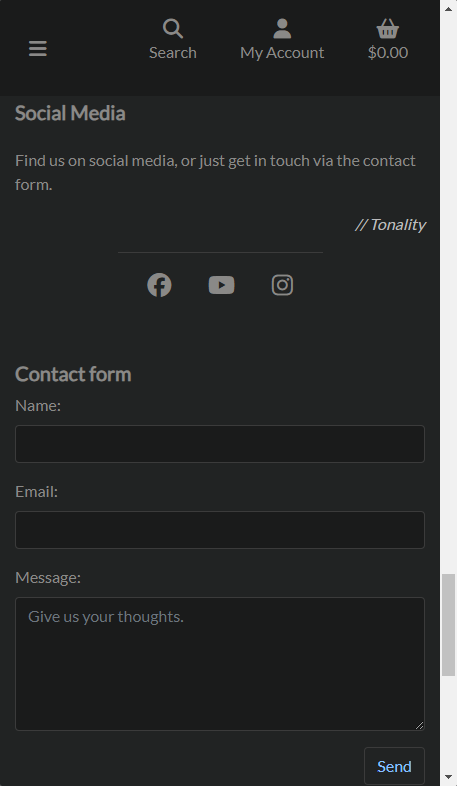 Search
My Account
$0.00
Social Media
Find us on social media, or just get in touch via the contact
form.
// Tonality
Contact form
Name:
Email:
Message:
Give us your thoughts.
Send